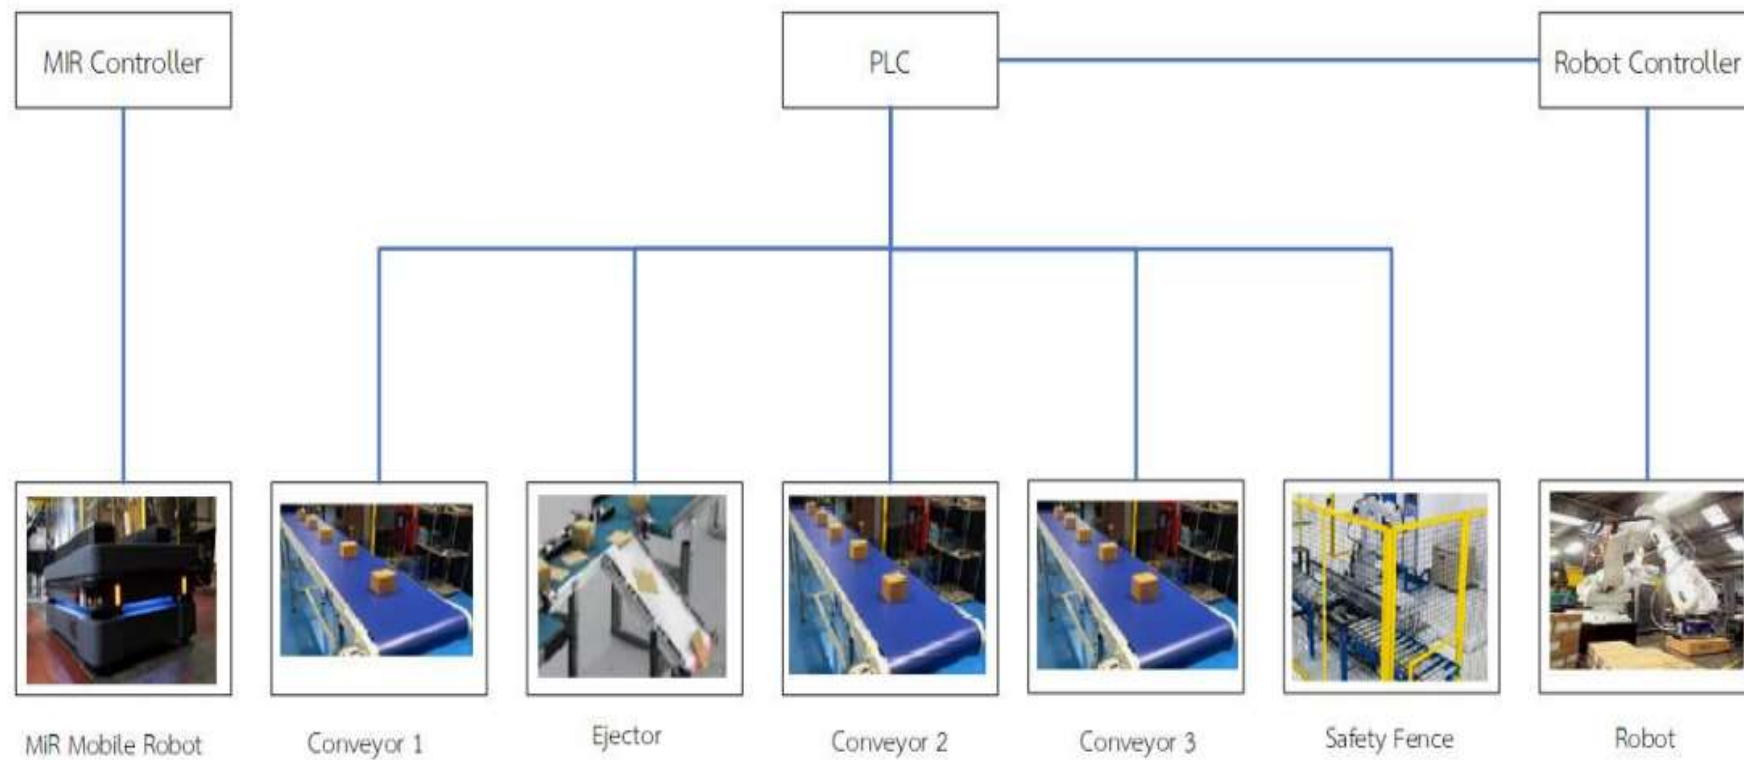 MIR Controller
PLC
Robot Controller
MiR Mobile Robot
Conveyor 1
Ejector
Conveyor 2
Conveyor 3
Safety Fence
Robot